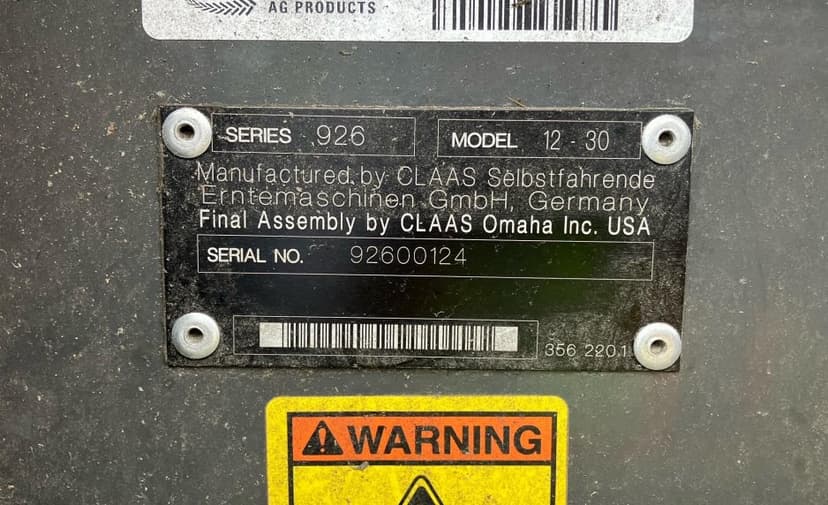 AG PRODUCTS
SERIES 926 MODEL 12-30
Manufactured by CLAAS Selbstfahrende
Erntemaschinen GmbH, Germany
Final Assembly by CLAAS Omaha Inc. USA
SERIAL NO. 92600124
356 220.1
WARNING